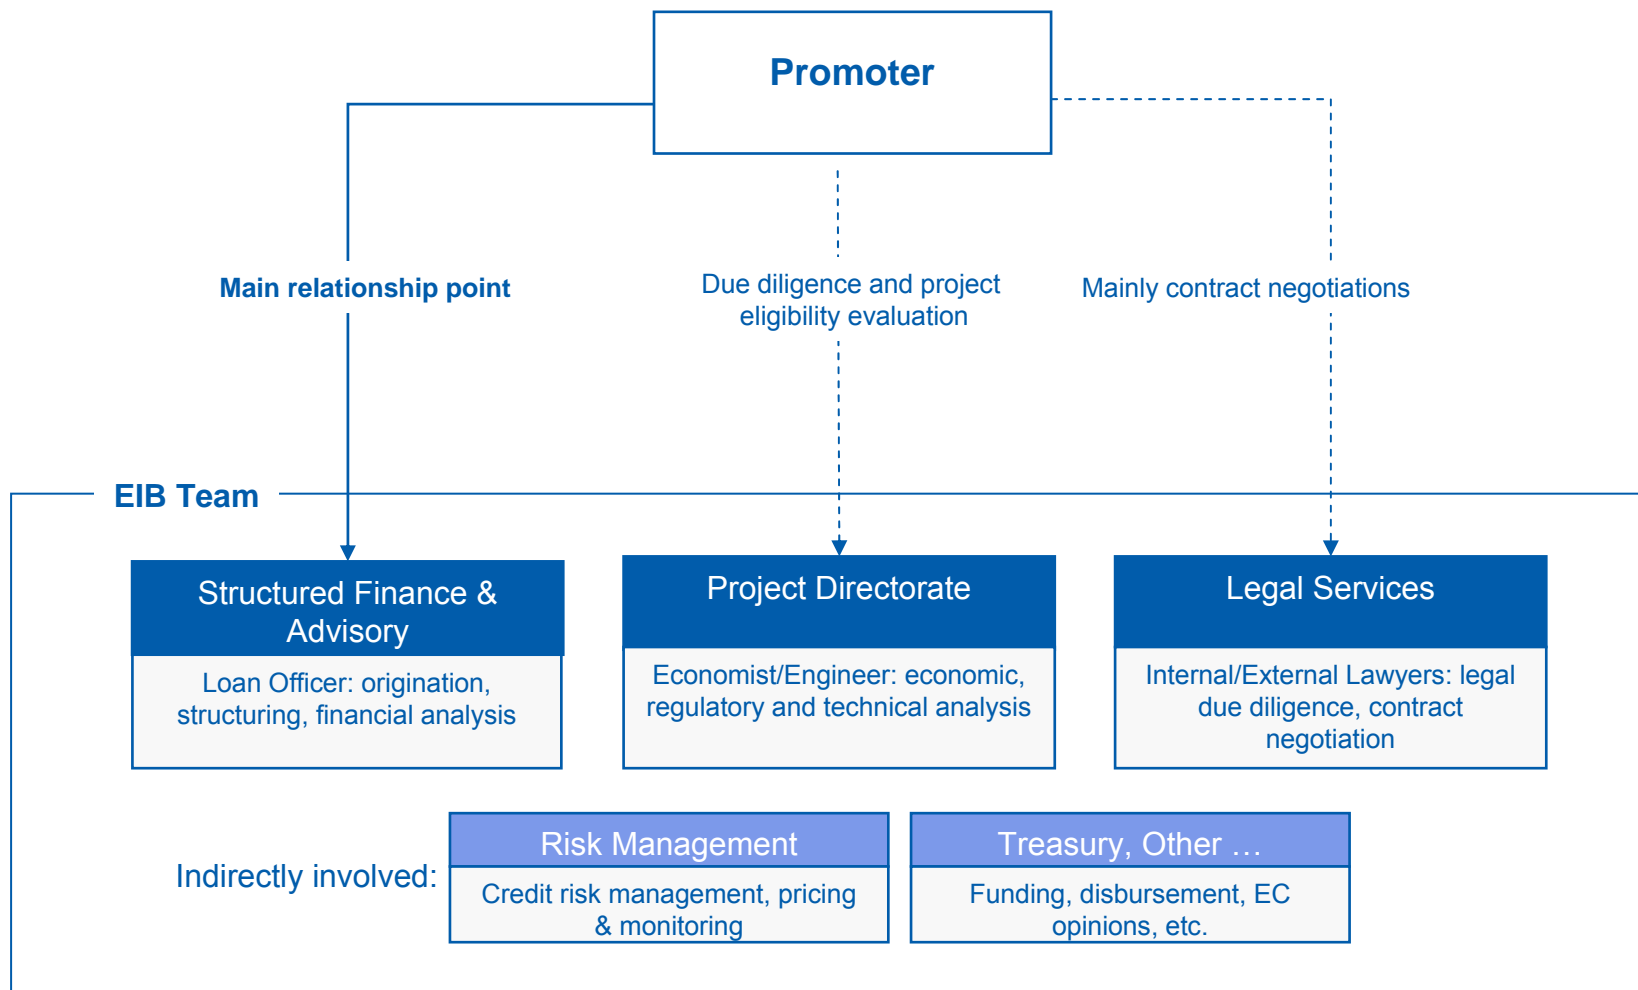 Promoter
Main relationship point
Due diligence and project
eligibility evaluation
Mainly contract negotiations
EIB Team
Structured Finance &
Advisory
Loan Officer: origination,
structuring, financial analysis
Project Directorate
Economist/Engineer: economic,
regulatory and technical analysis
Legal Services
Internal/External Lawyers: legal
due diligence, contract
negotiation
Indirectly involved:
Risk Management
Credit risk management, pricing
& monitoring
Treasury, Other …
Funding, disbursement, EC
opinions, etc.